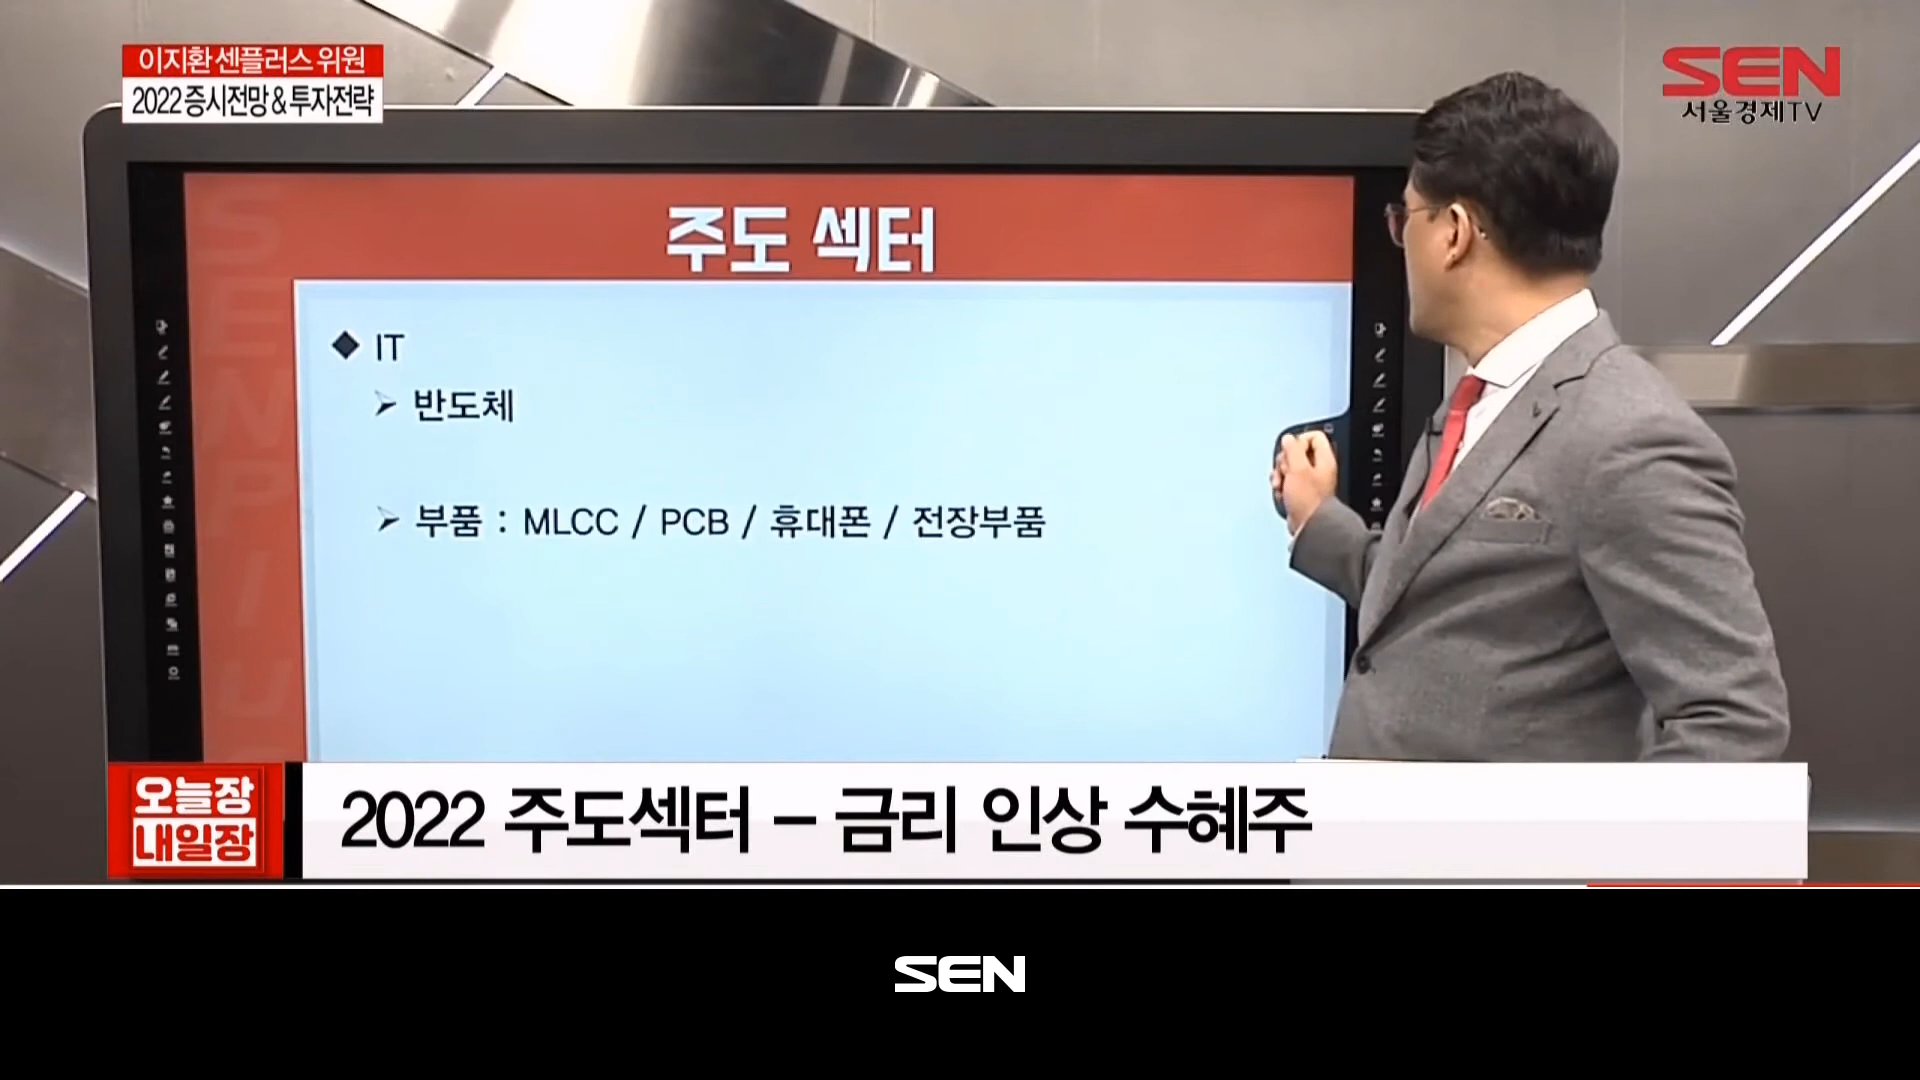 이지환 센플러스 위원
2022 증시전망 & 투자전략
SEN
서울경제TV
SENPLU
주도 섹터
◆ IT
➢ 반도체
➢ 부품 : MLCC / PCB / 휴대폰 / 전장부품
오늘장
내일장
2022 주도섹터 – 금리 인상 수혜주
SEN